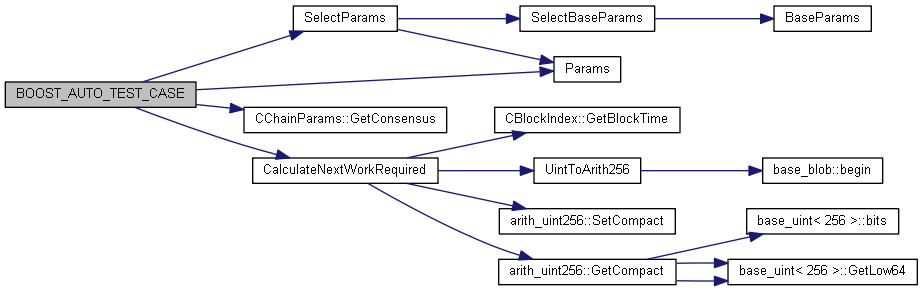 SelectParams
SelectBaseParams
BaseParams
Params
BOOST_AUTO_TEST_CASE
CChainParams::GetConsensus
CBlockIndex::GetBlockTime
CalculateNextWorkRequired
UintToArith256
base_blob::begin
arith_uint256::SetCompact
base_uint< 256 >::bits
arith_uint256::GetCompact
base_uint< 256 >::GetLow64